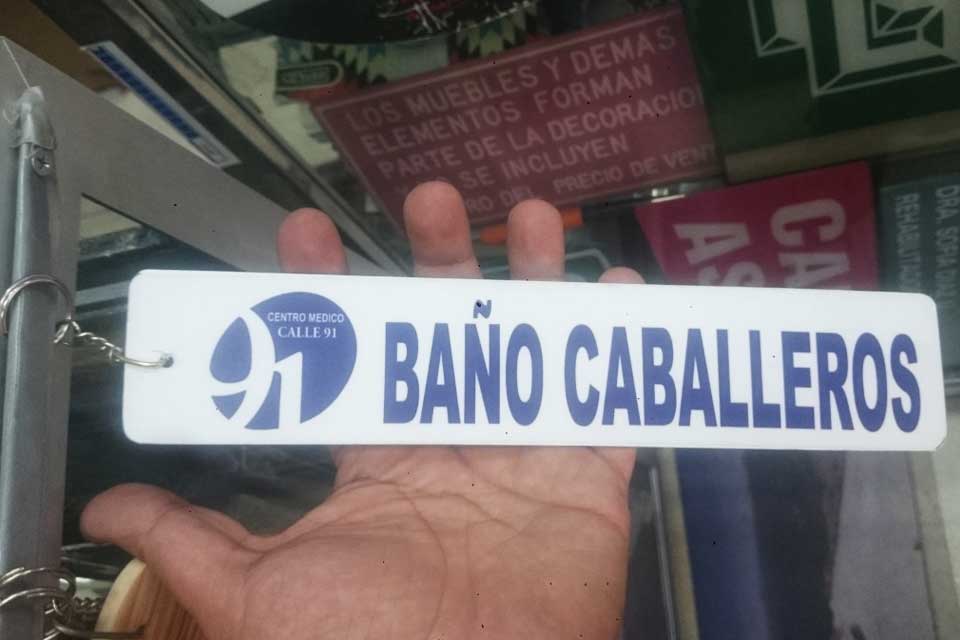 LOS MUEBLES Y DEMAS
ELEMENTOS FORMAN
PARTE DE LA DECORACION
SE INCLUYEN
DEL PRECIO DE
CENTRO MEDICO
CALLE 91
91
BAÑO CABALLEROS